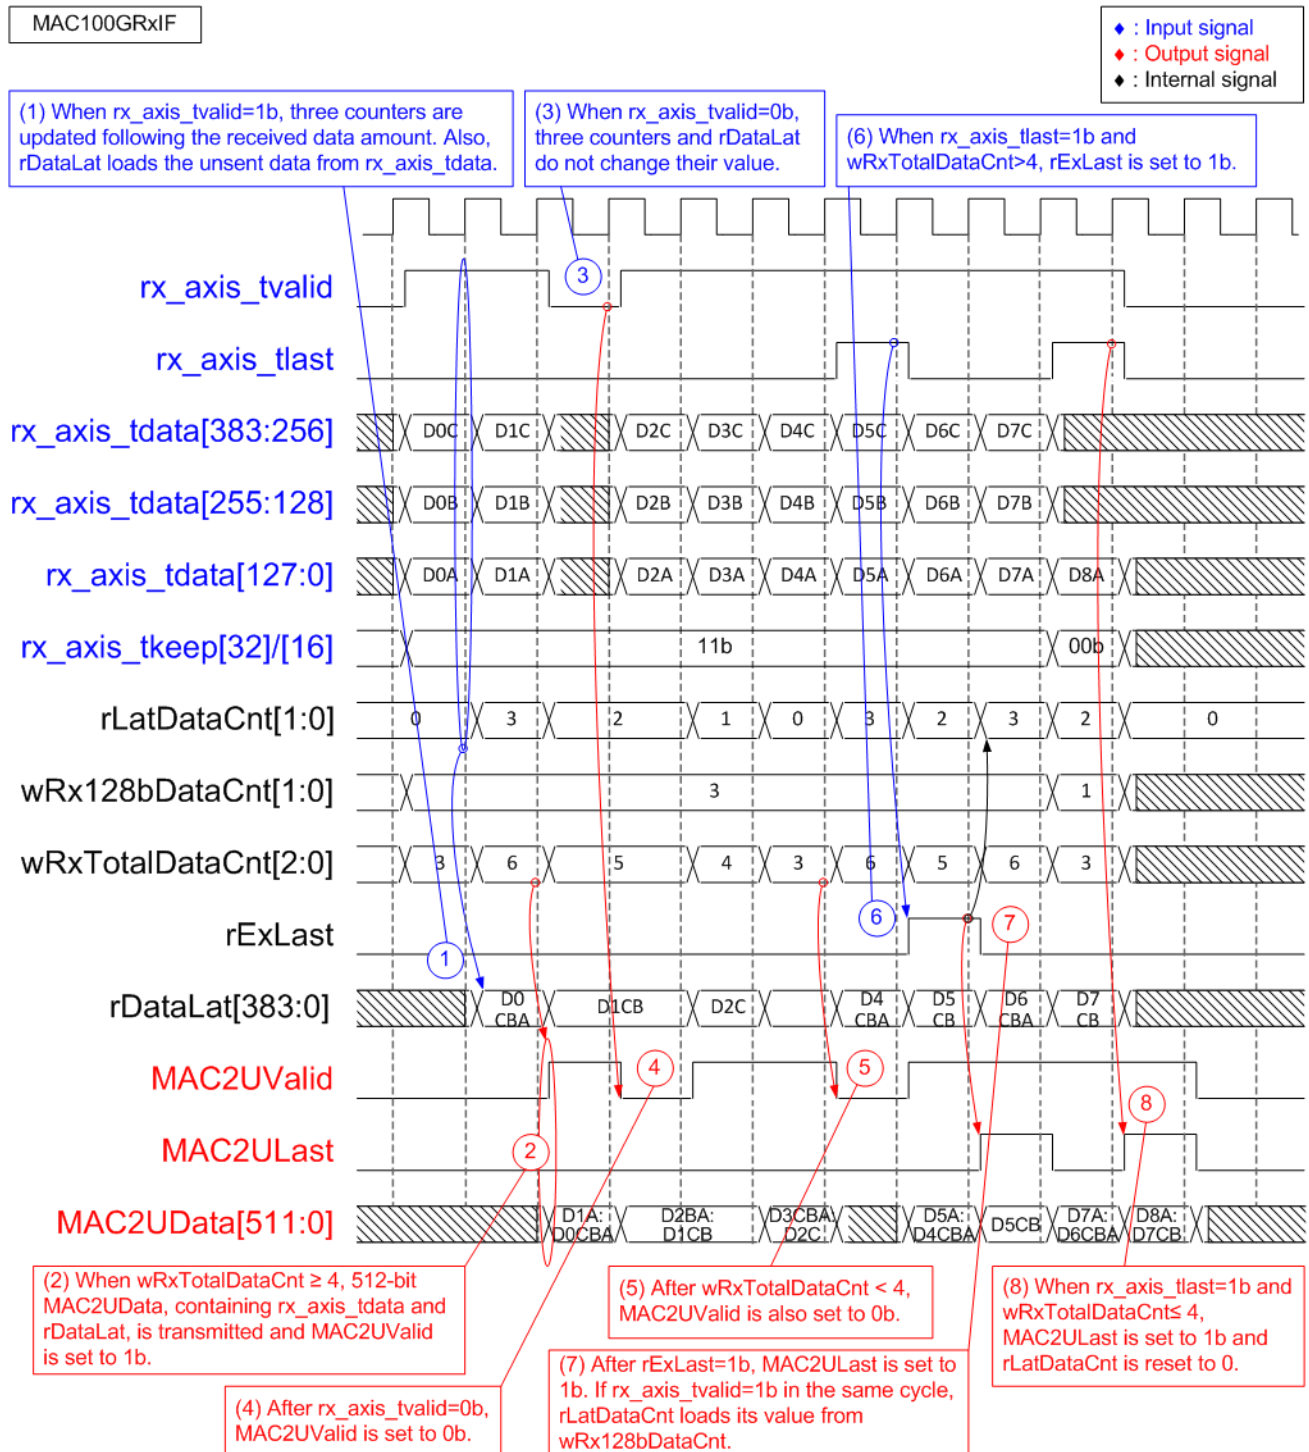 MAC100GRxIF
♦ : Input signal
♦ : Output signal
♦ : Internal signal
(1) When rx_axis_tvalid=1b, three counters are
updated following the received data amount. Also,
rDataLat loads the unsent data from rx_axis_tdata.
(3) When rx_axis_tvalid=0b,
three counters and rDataLat
do not change their value.
(6) When rx_axis_tlast=1b and
wRxTotalDataCnt>4, rExLast is set to 1b.
rx_axis_tvalid
3
rx_axis_tlast
rx_axis_tdata[383:256] D0C D1C D2C D3C D4C D5C D6C D7C
rx_axis_tdata[255:128] D0B D1B D2B D3B D4B D5B D6B D7B
rx_axis_tdata[127:0] D0A D1A D2A D3A D4A D5A D6A D7A D8A
rx_axis_tkeep[32]/[16] 11b 00b
rLatDataCnt[1:0] 0 3 2 1 0 3 2 3 2 0
wRx128bDataCnt[1:0] 3 1
wRxTotalDataCnt[2:0] 3 6 5 4 3 6 5 6 3
rExLast
6
7
1
rDataLat[383:0] D0 CBA D1CB D2C D4 CBA D5 CB D6 CBA D7 CB
MAC2UValid
4
5
8
MAC2ULast
2
MAC2UData[511:0] D1A: D0CBA D2BA: D1CB D3CBA: D2C D5A: D4CBA D5CB D7A: D6CBA D8A: D7CB
(2) When wRxTotalDataCnt ≥ 4, 512-bit
MAC2UData, containing rx_axis_tdata and
rDataLat, is transmitted and MAC2UValid
is set to 1b.
(5) After wRxTotalDataCnt < 4,
MAC2UValid is also set to 0b.
(8) When rx_axis_tlast=1b and
wRxTotalDataCnt≤ 4,
MAC2ULast is set to 1b and
rLatDataCnt is reset to 0.
(4) After rx_axis_tvalid=0b,
MAC2UValid is set to 0b.
(7) After rExLast=1b, MAC2ULast is set to
1b. If rx_axis_tvalid=1b in the same cycle,
rLatDataCnt loads its value from
wRx128bDataCnt.